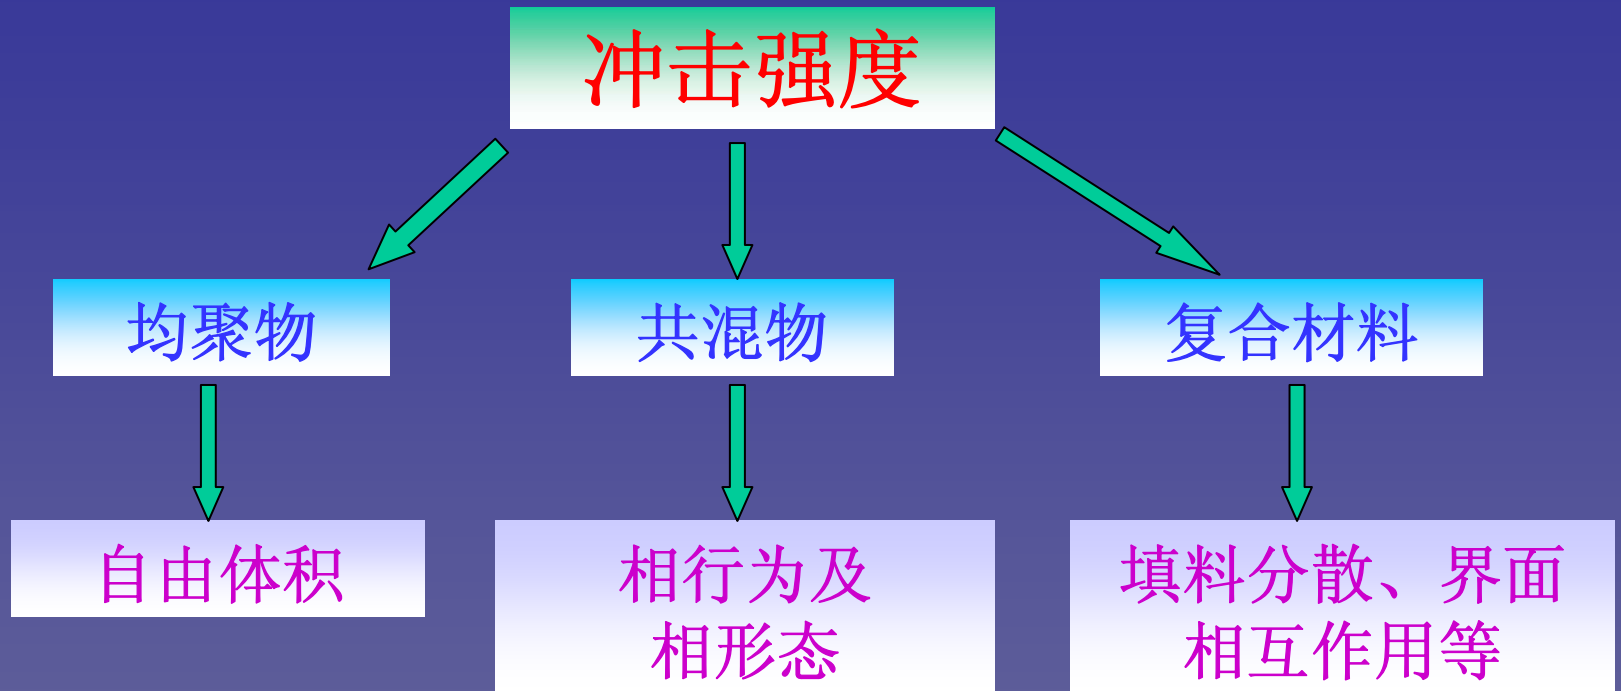 冲击强度
均聚物
共混物
复合材料
自由体积
相行为及
相形态
填料分散、界面
相互作用等